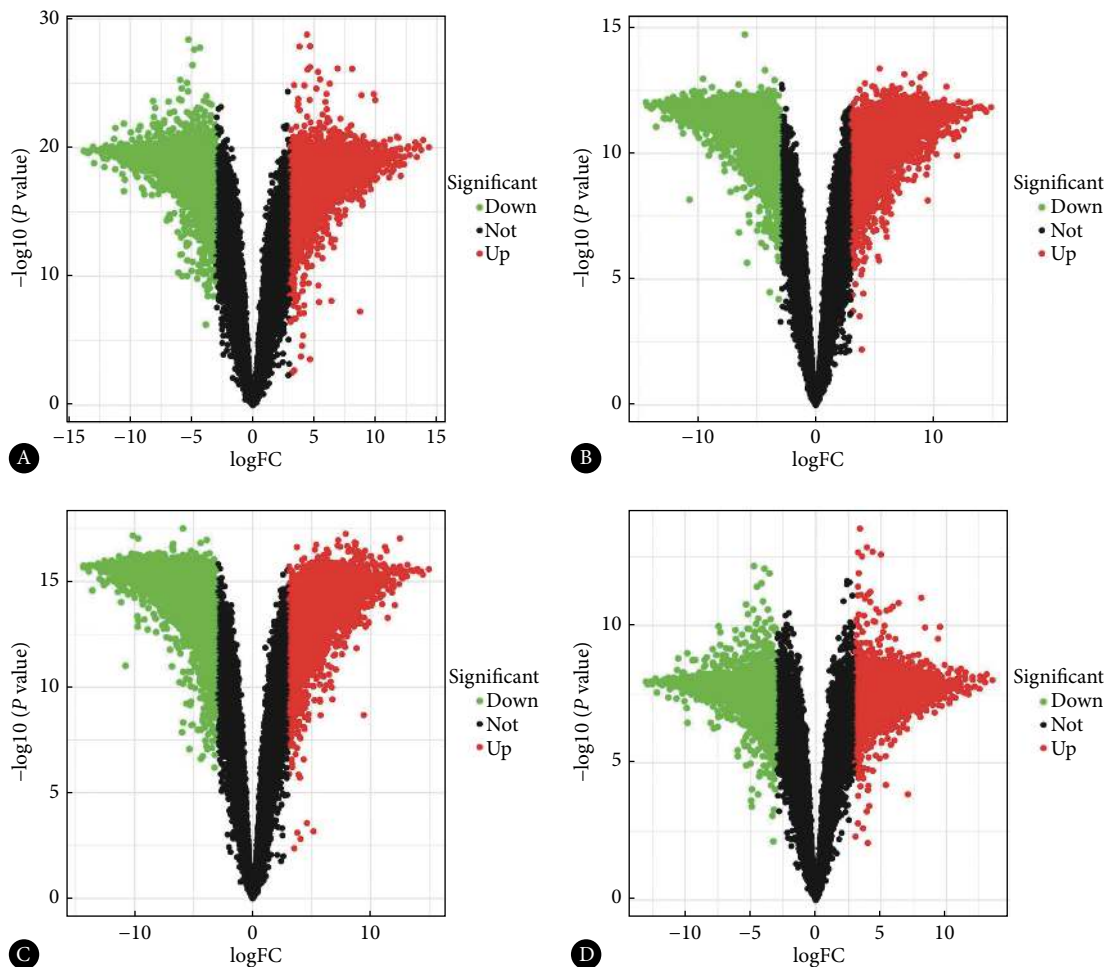 30
20
10
0
−15
−10
−5
0
5
10
15
−log10 (P value)
logFC
Significant
Down
Not
Up
A
15
10
5
0
−10
0
10
−log10 (P value)
logFC
Significant
Down
Not
Up
B
15
10
5
0
−10
0
10
−log10 (P value)
logFC
Significant
Down
Not
Up
C
10
5
0
−10
−5
0
5
10
−log10 (P value)
logFC
Significant
Down
Not
Up
D